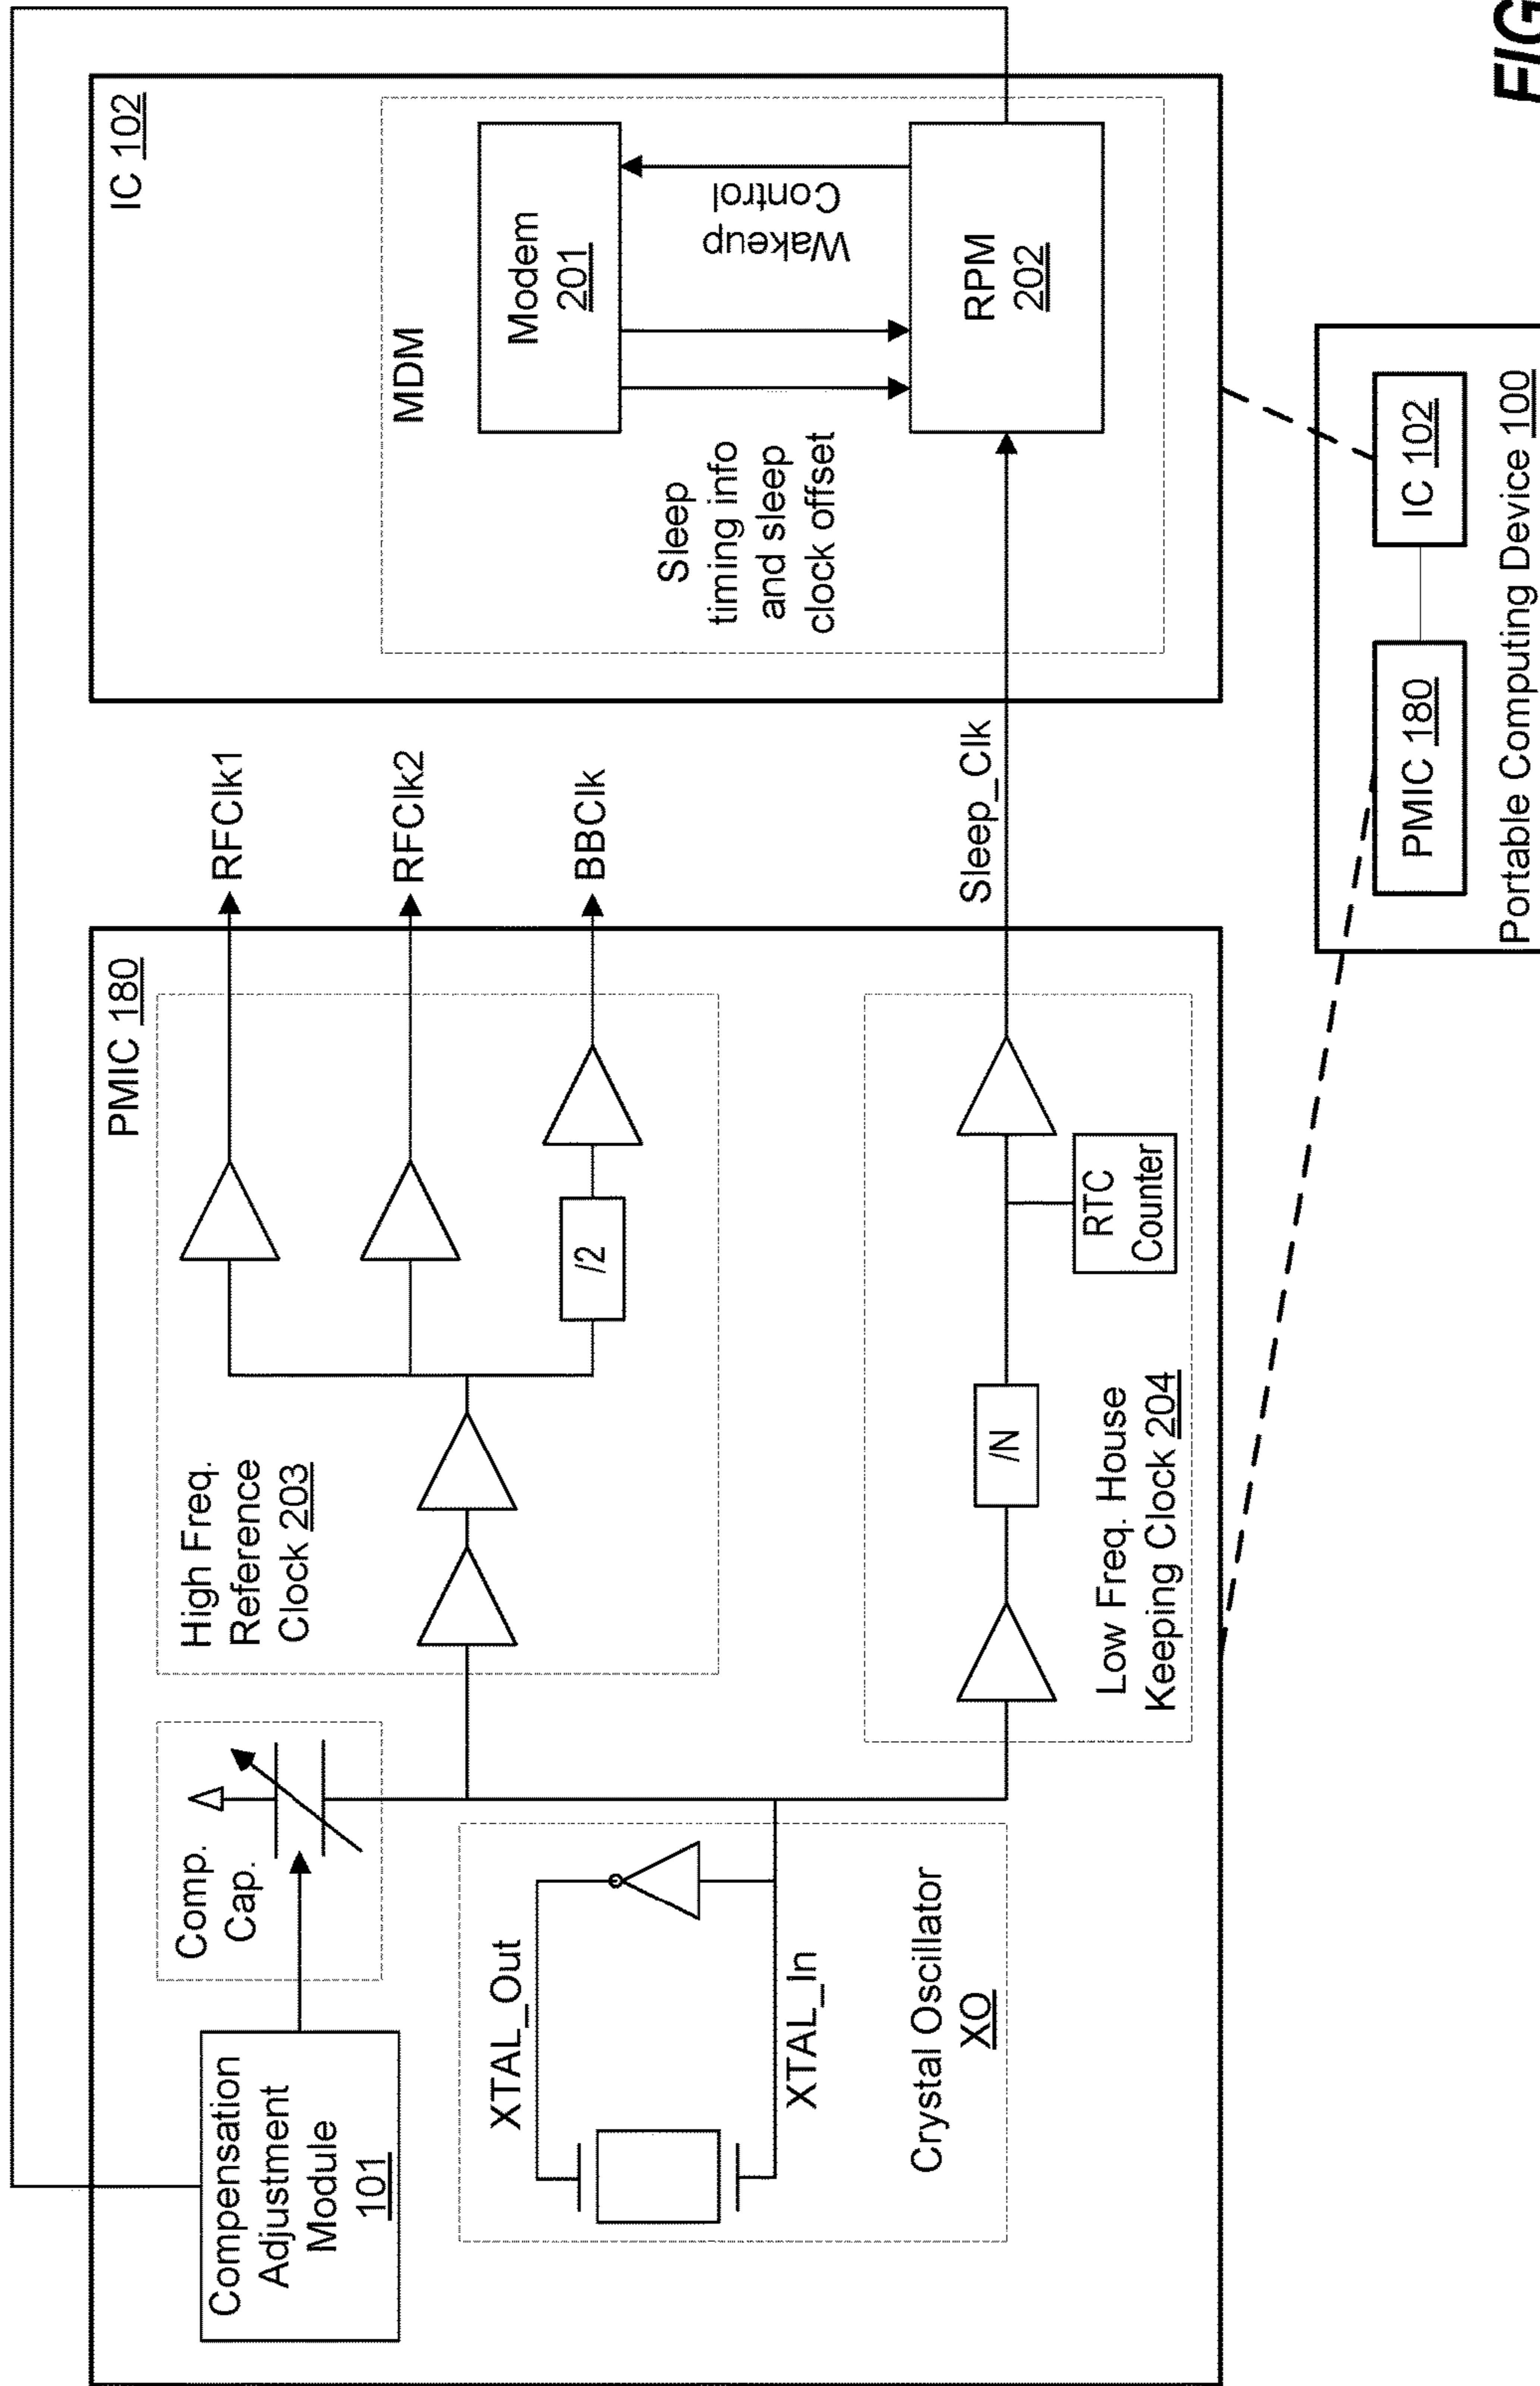 PMIC 180
Compensation
Adjustment
Module
101
Comp.
Cap.
High Freq.
Reference
Clock 203
/2
RFClk1
RFClk2
BBClk
XTAL_Out
XTAL_In
Crystal Oscillator
XO
/N
RTC
Counter
Low Freq. House
Keeping Clock 204
Sleep_Clk
IC 102
MDM
Modem
201
Sleep
timing info
and sleep
clock offset
Wakeup
Control
RPM
202
PMIC 180
IC 102
Portable Computing Device 100
FIG